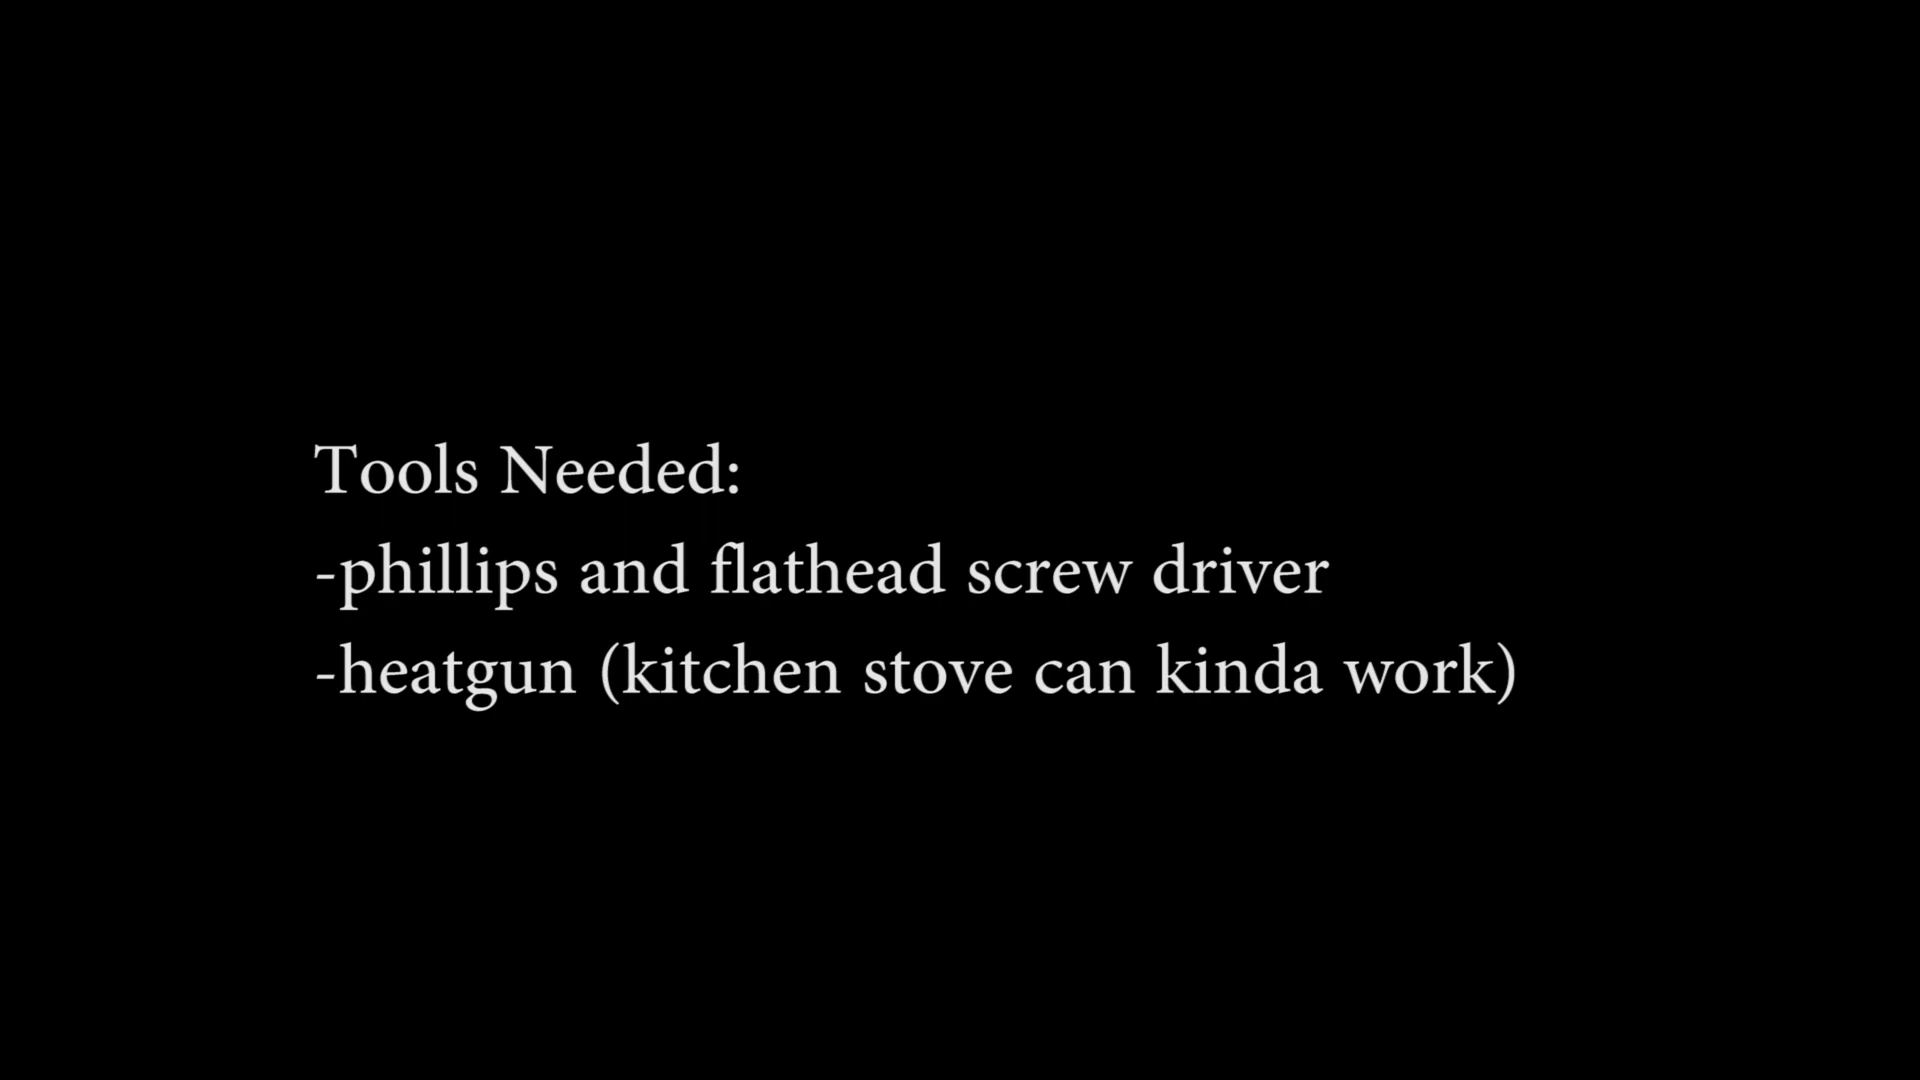 Tools Needed:
-phillips and flathead screw driver
-heatgun (kitchen stove can kinda work)